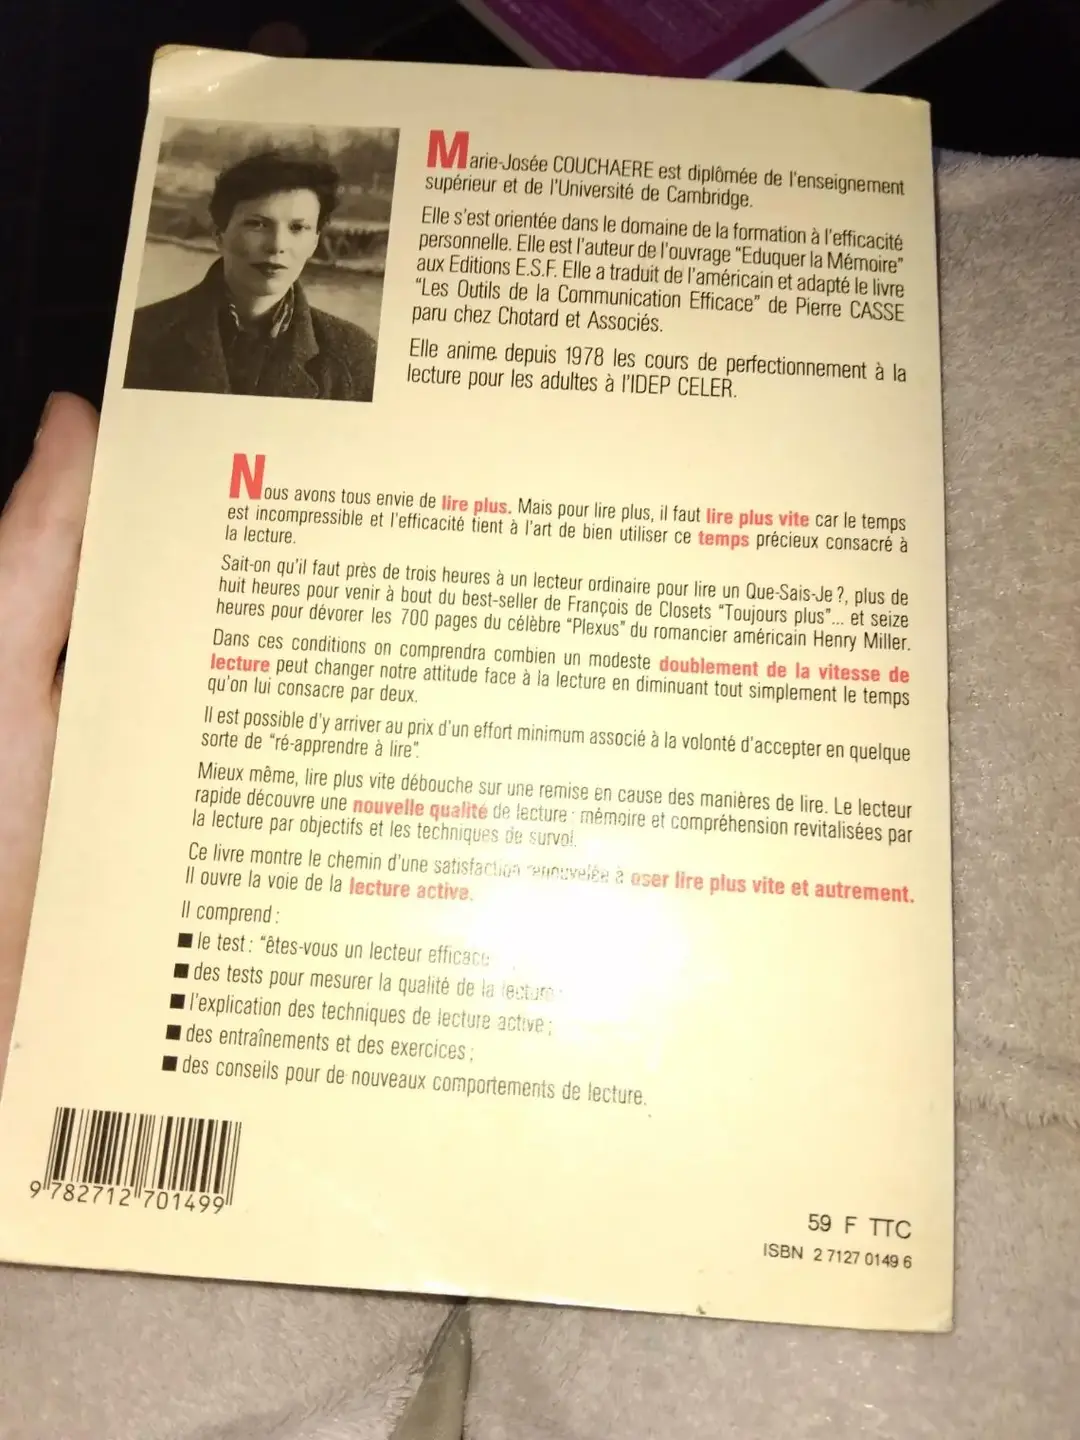 Marie-Josée COUCHAERE est diplômée de l'enseignement
supérieur et de l'Université de Cambridge.
Elle s'est orientée dans le domaine de la formation à l'efficacité
personnelle. Elle est l'auteur de l'ouvrage "Eduquer la Mémoire"
aux Editions E.S.F. Elle a traduit de l'américain et adapté le livre
"Les Outils de la Communication Efficace" de Pierre CASSE
paru chez Chotard et Associés.
Elle anime depuis 1978 les cours de perfectionnement à la
lecture pour les adultes à l'IDEP CELER.
Nous avons tous envie de lire plus. Mais pour lire plus, il faut lire plus vite car le temps
est incompressible et l'efficacité tient à l'art de bien utiliser ce temps précieux consacré à
la lecture.
Sait-on qu'il faut près de trois heures à un lecteur ordinaire pour lire un Que-Sais-Je ?, plus de
huit heures pour venir à bout du best-seller de François de Closets "Toujours plus"... et seize
heures pour dévorer les 700 pages du célèbre "Plexus" du romancier américain Henry Miller.
Dans ces conditions on comprendra combien un modeste doublement de la vitesse de
lecture peut changer notre attitude face à la lecture en diminuant tout simplement le temps
qu'on lui consacre par deux.
Il est possible d'y arriver au prix d'un effort minimum associé à la volonté d'accepter en quelque
sorte de "ré-apprendre à lire".
Mieux même, lire plus vite débouche sur une remise en cause des manières de lire. Le lecteur
rapide découvre une nouvelle qualité de lecture : mémoire et compréhension revitalisées par
la lecture par objectifs et les techniques de survol.
Ce livre montre le chemin d'une satisfaction renouvelée à oser lire plus vite et autrement.
Il ouvre la voie de la lecture active.
Il comprend :
■ le test : "êtes-vous un lecteur efficace
■ des tests pour mesurer la qualité de la lecture ;
■ l'explication des techniques de lecture active ;
■ des entraînements et des exercices ;
■ des conseils pour de nouveaux comportements de lecture.
9 782712 701499
59 F TTC
ISBN 2 7127 0149 6